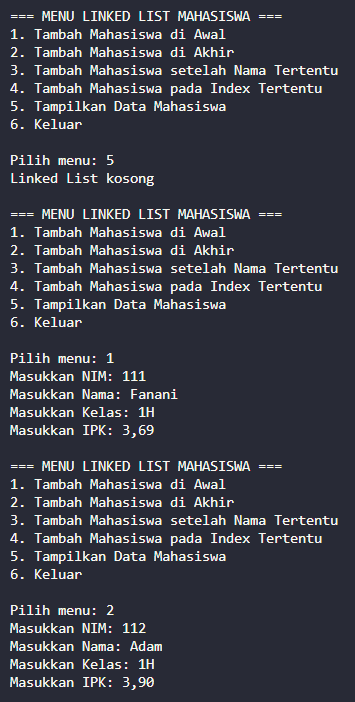 === MENU LINKED LIST MAHASISWA ===
1. Tambah Mahasiswa di Awal
2. Tambah Mahasiswa di Akhir
3. Tambah Mahasiswa setelah Nama Tertentu
4. Tambah Mahasiswa pada Index Tertentu
5. Tampilkan Data Mahasiswa
6. Keluar

Pilih menu: 5
Linked List kosong

=== MENU LINKED LIST MAHASISWA ===
1. Tambah Mahasiswa di Awal
2. Tambah Mahasiswa di Akhir
3. Tambah Mahasiswa setelah Nama Tertentu
4. Tambah Mahasiswa pada Index Tertentu
5. Tampilkan Data Mahasiswa
6. Keluar

Pilih menu: 1
Masukkan NIM: 111
Masukkan Nama: Fanani
Masukkan Kelas: 1H
Masukkan IPK: 3,69

=== MENU LINKED LIST MAHASISWA ===
1. Tambah Mahasiswa di Awal
2. Tambah Mahasiswa di Akhir
3. Tambah Mahasiswa setelah Nama Tertentu
4. Tambah Mahasiswa pada Index Tertentu
5. Tampilkan Data Mahasiswa
6. Keluar

Pilih menu: 2
Masukkan NIM: 112
Masukkan Nama: Adam
Masukkan Kelas: 1H
Masukkan IPK: 3,90